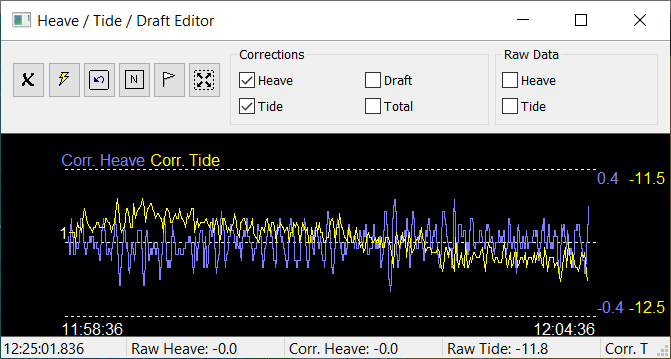 Heave / Tide / Draft Editor
Corrections
Raw Data
N
Heave
Draft
Heave
Tide
Total
Tide
Corr. Heave Corr. Tide
0.4 -11.5
1
-0.4 -12.5
11:58:36
12:04:36
12:25:01.836
Raw Heave: -0.0
Corr. Heave: -0.0
Raw Tide: -11.8
Corr. T